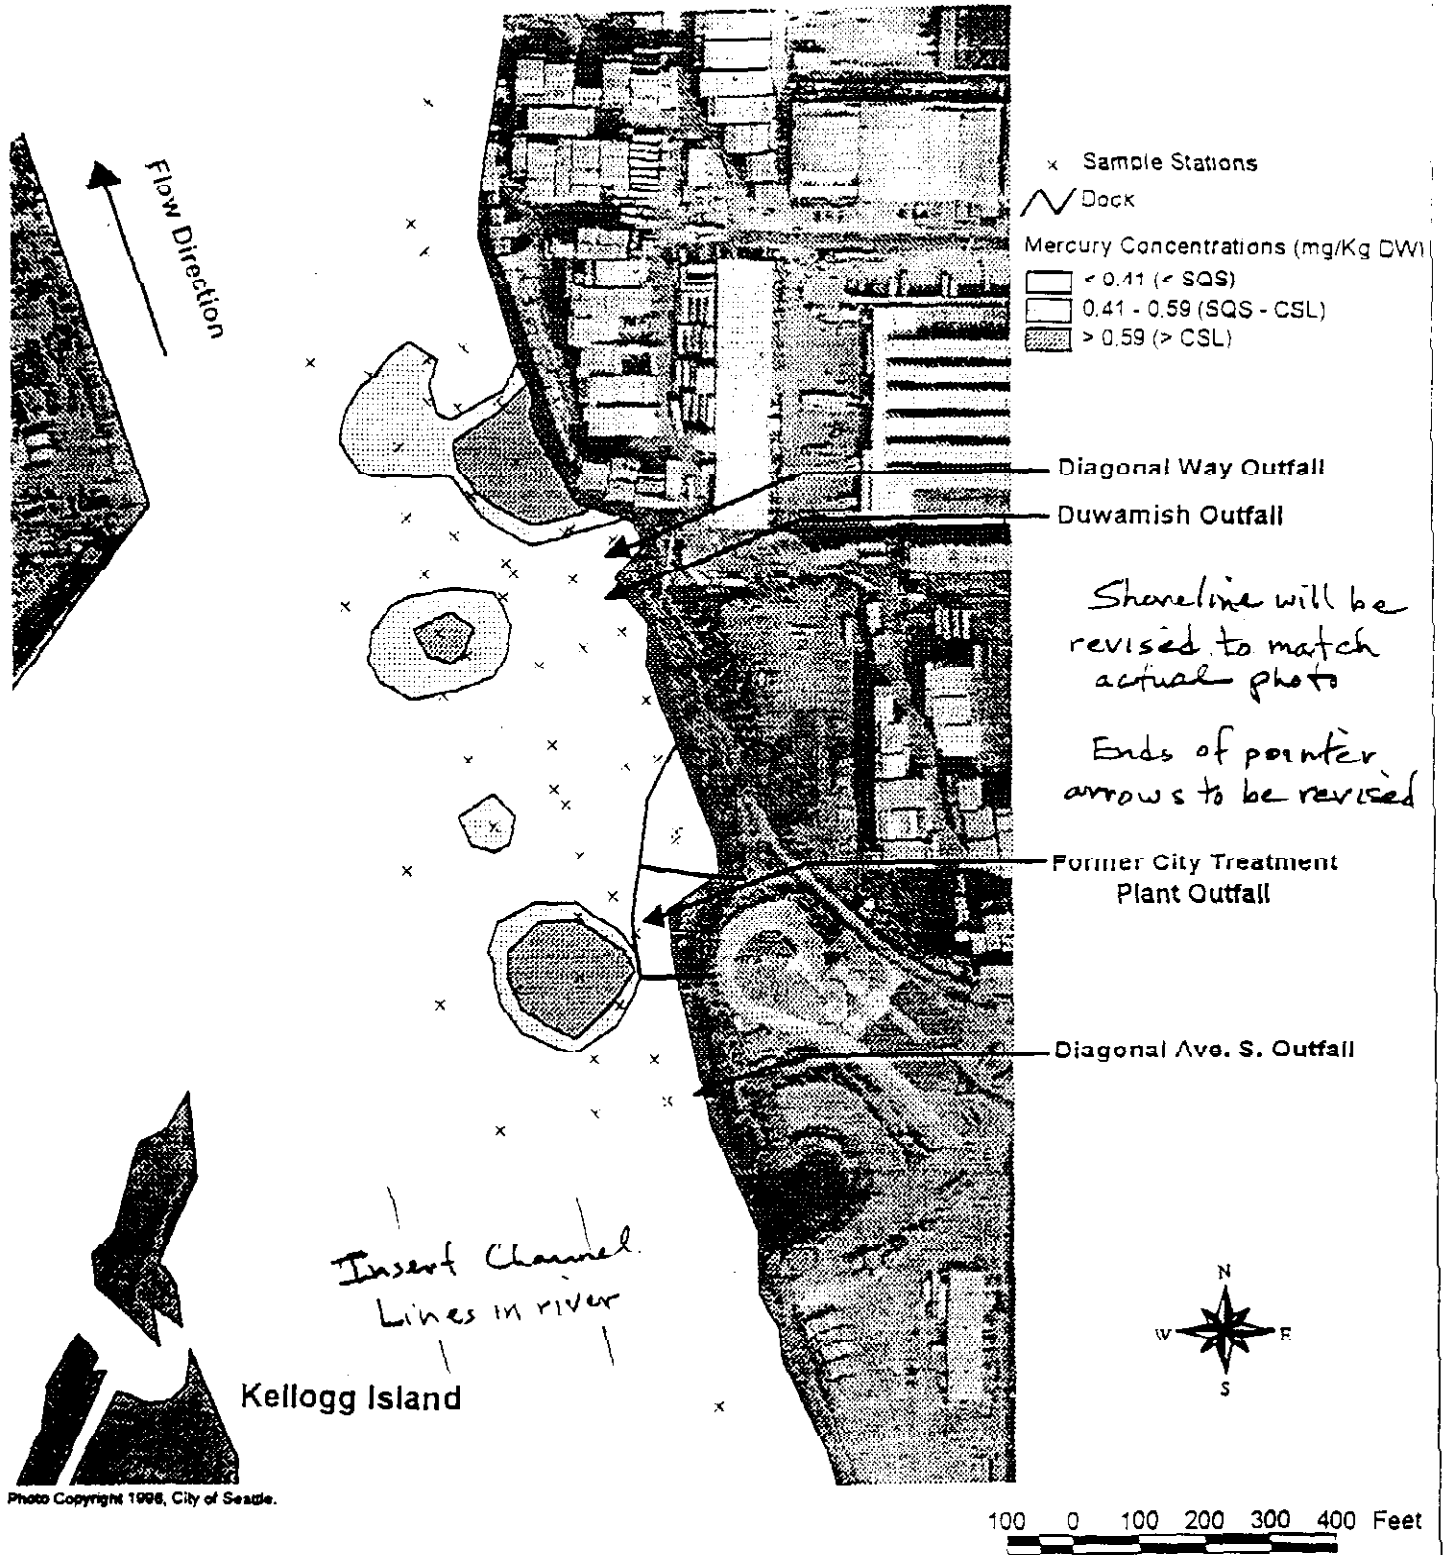 Flow Direction
× Sample Stations
Dock
Mercury Concentrations (mg/Kg DW)
< 0.41 (< SQS)
0.41 - 0.59 (SQS - CSL)
> 0.59 (> CSL)
Diagonal Way Outfall
Duwamish Outfall
Shoreline will be
revised to match
actual photo
Ends of pointer
arrows to be revised
Former City Treatment
Plant Outfall
Diagonal Ave. S. Outfall
Insert Channel
Lines in river
Kellogg Island
N
W E
S
Photo Copyright 1996, City of Seattle.
100 0 100 200 300 400 Feet